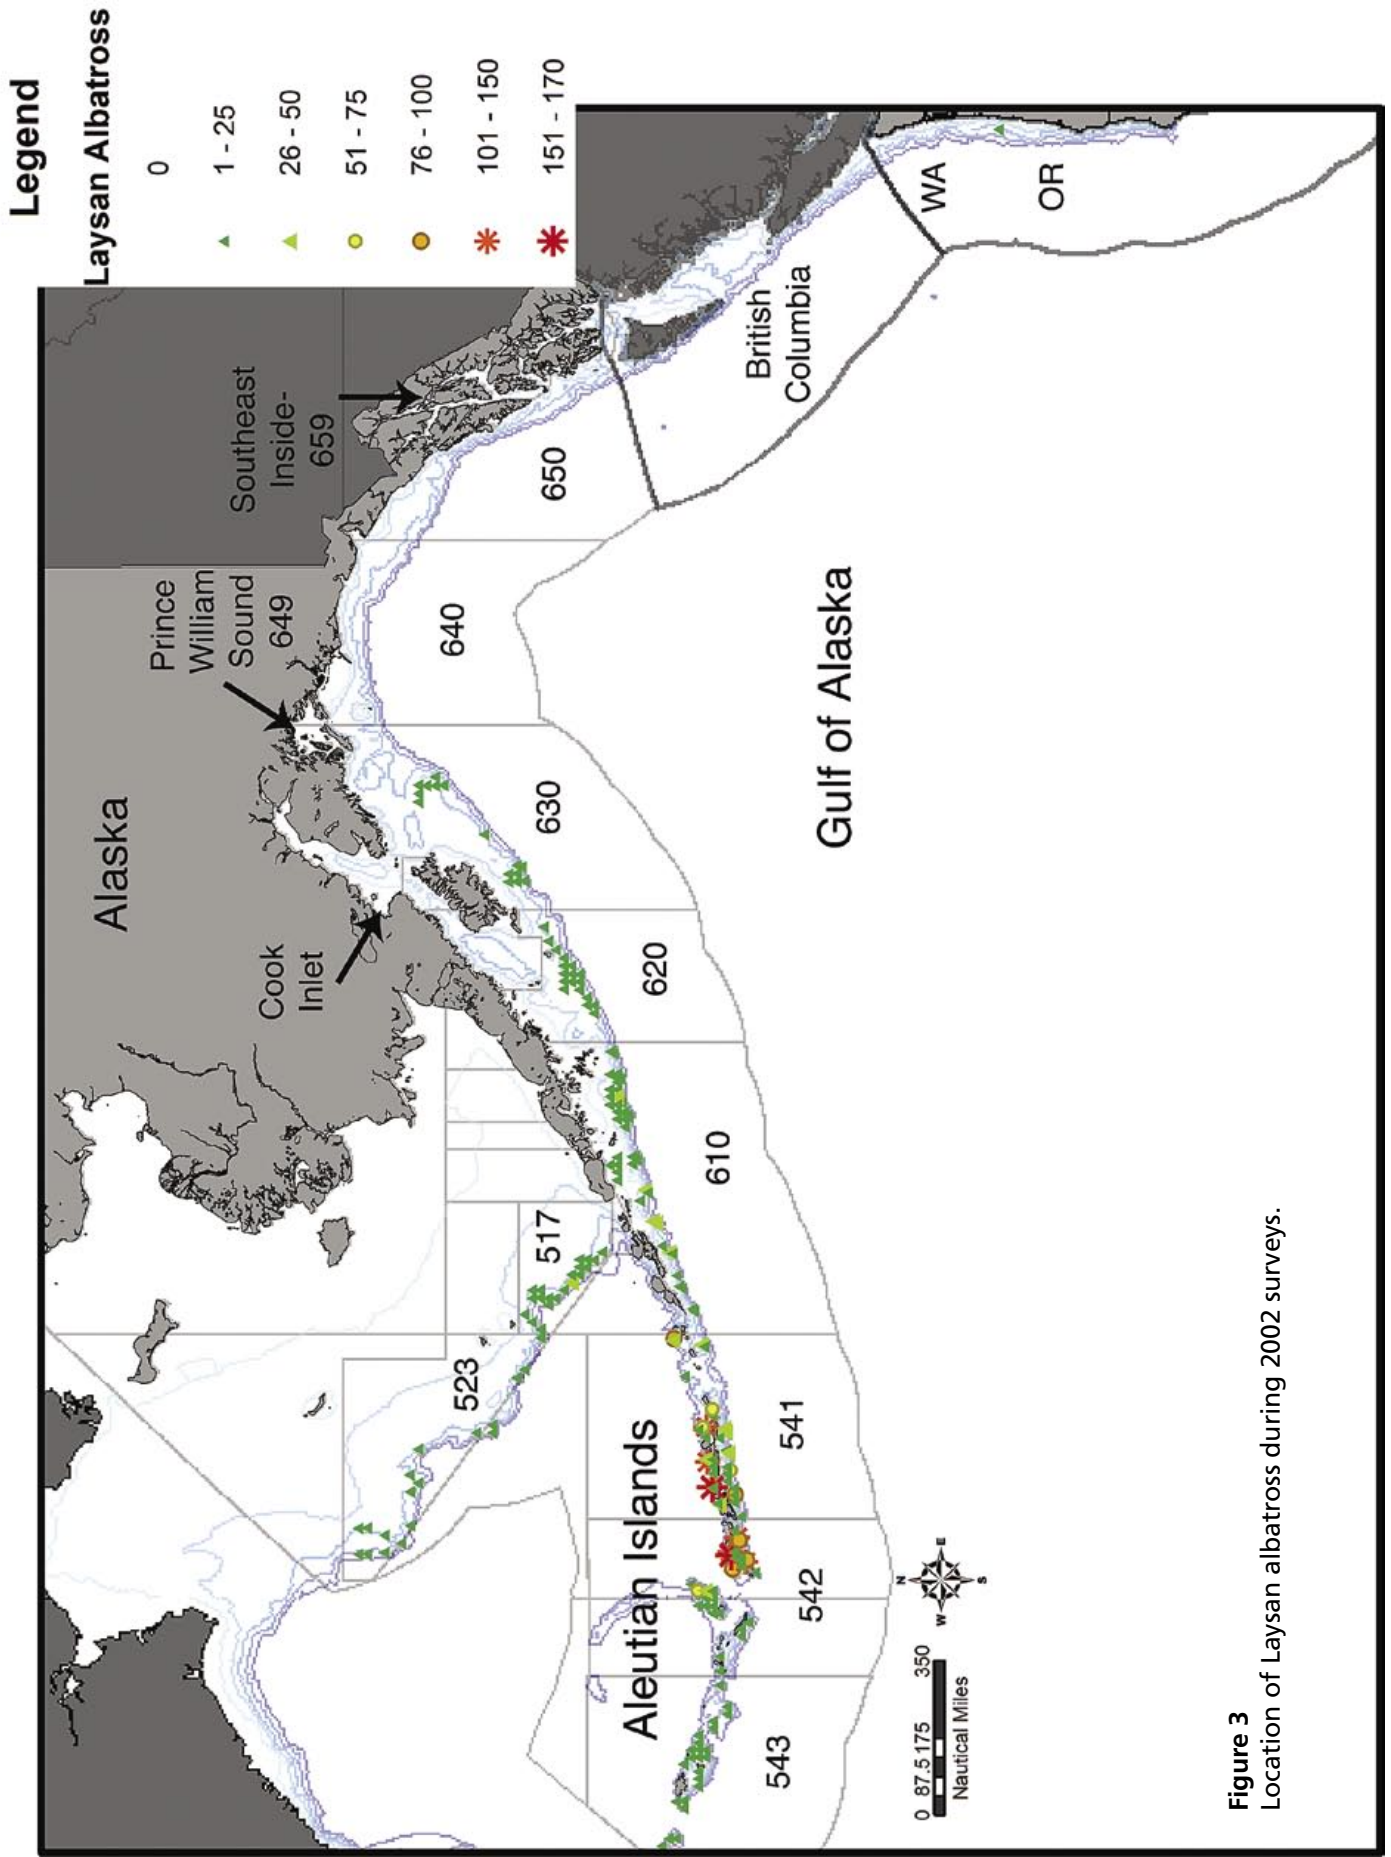 Legend
Laysan Albatross
0
1 - 25
26 - 50
51 - 75
76 - 100
101 - 150
151 - 170
Alaska
Prince
William
Sound
649
Southeast
Inside-
659
Cook
Inlet
517
523
650
640
630
620
610
British
Columbia
WA
OR
Gulf of Alaska
Aleutian Islands
541
542
543
N
W
E
S
0 87.5 175 350
Nautical Miles
Figure 3
Location of Laysan albatross during 2002 surveys.